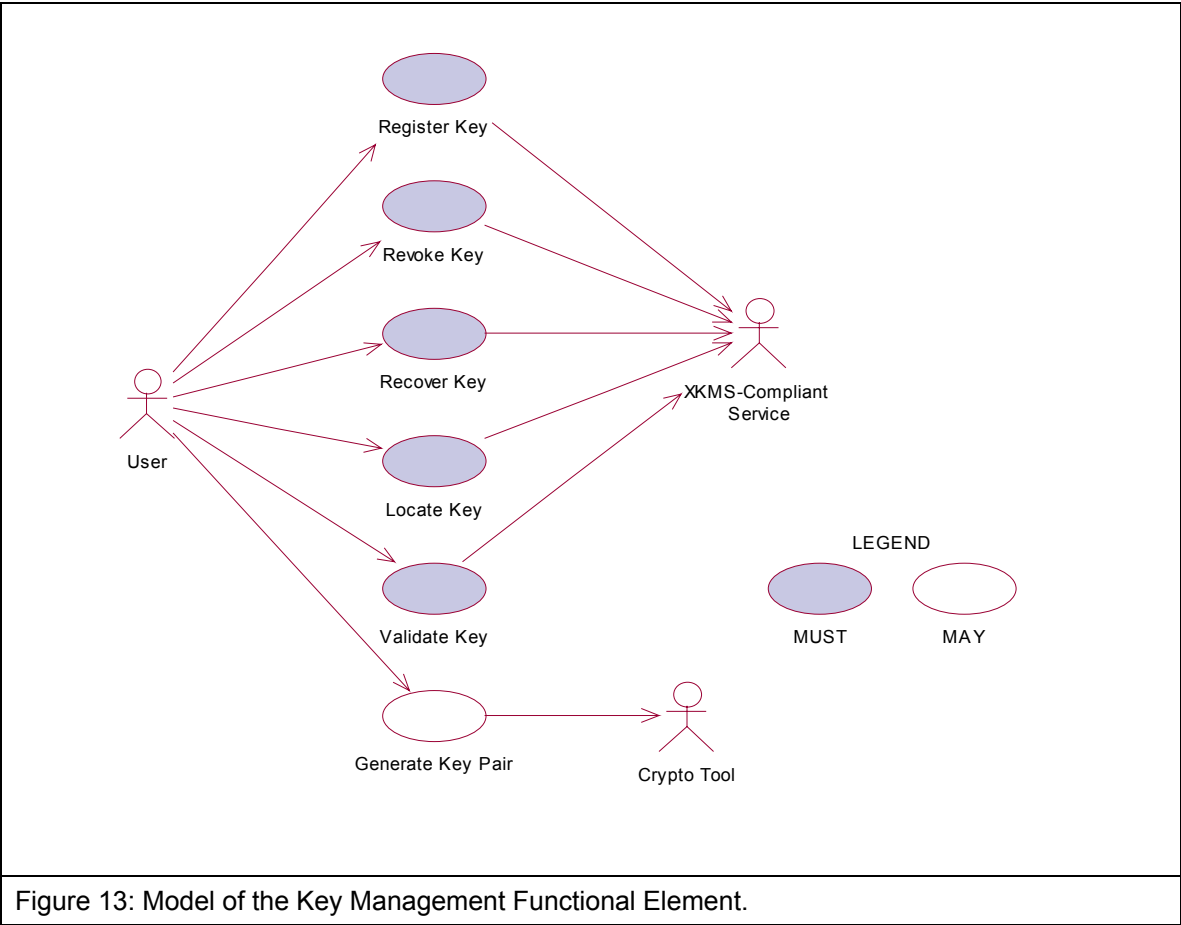 Register Key
Revoke Key
Recover Key
XKMS-Compliant
Service
User
Locate Key
LEGEND
Validate Key
MUST
MAY
Generate Key Pair
Crypto Tool
Figure 13: Model of the Key Management Functional Element.